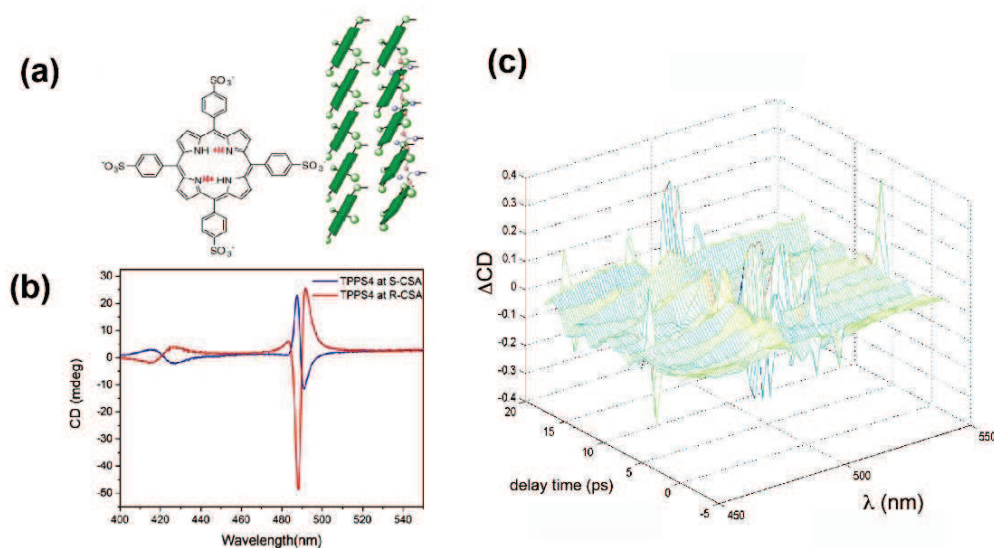 (a)
SO₃⁻
⁻O₃S
SO₃⁻
SO₃⁻
NH
N
N
HN
(b)
TPPS4 at S-CSA
TPPS4 at R-CSA
CD (mdeg)
20
10
0
-10
-20
-30
-40
-50
400
420
440
460
480
500
520
540
Wavelength(nm)
(c)
ΔCD
0.4
0.3
0.2
0.1
0
-0.1
-0.2
-0.3
-0.4
20
15
10
5
0
-5
delay time (ps)
450
500
550
λ (nm)